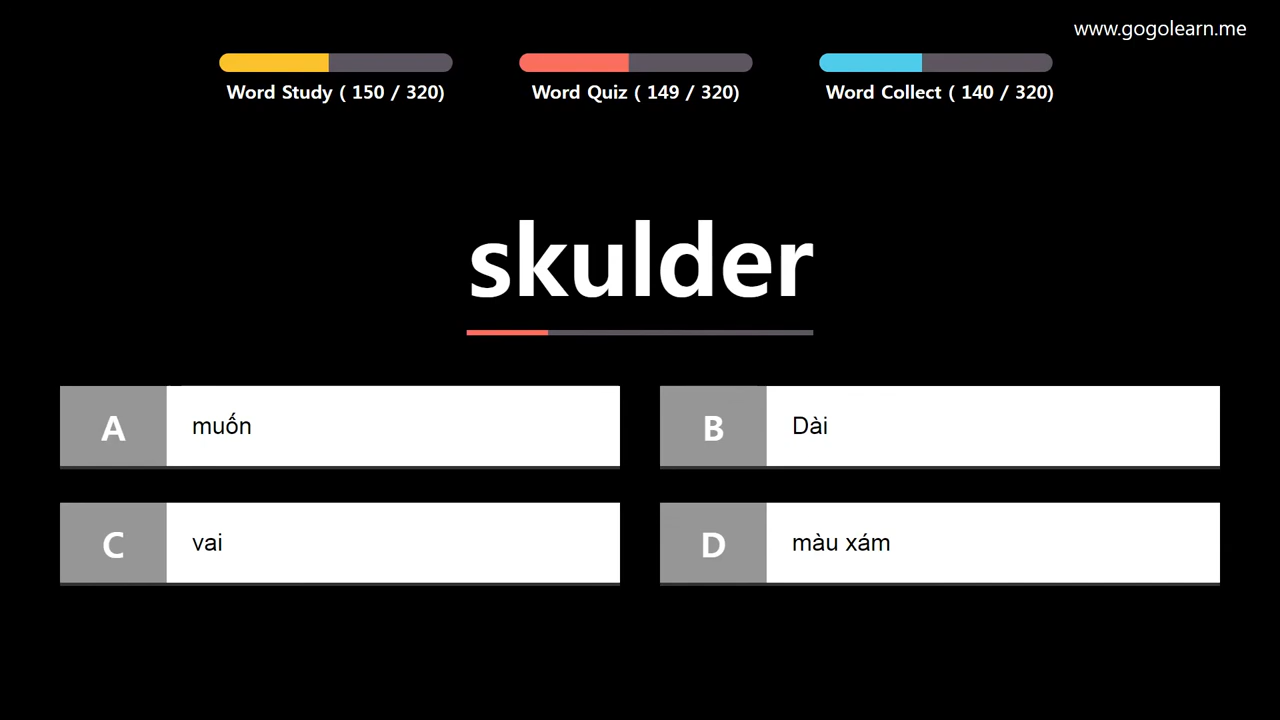 www.gogolearn.me
Word Study ( 150 / 320)
Word Quiz ( 149 / 320)
Word Collect ( 140 / 320)
skulder
A muốn
B Dài
C vai
D màu xám